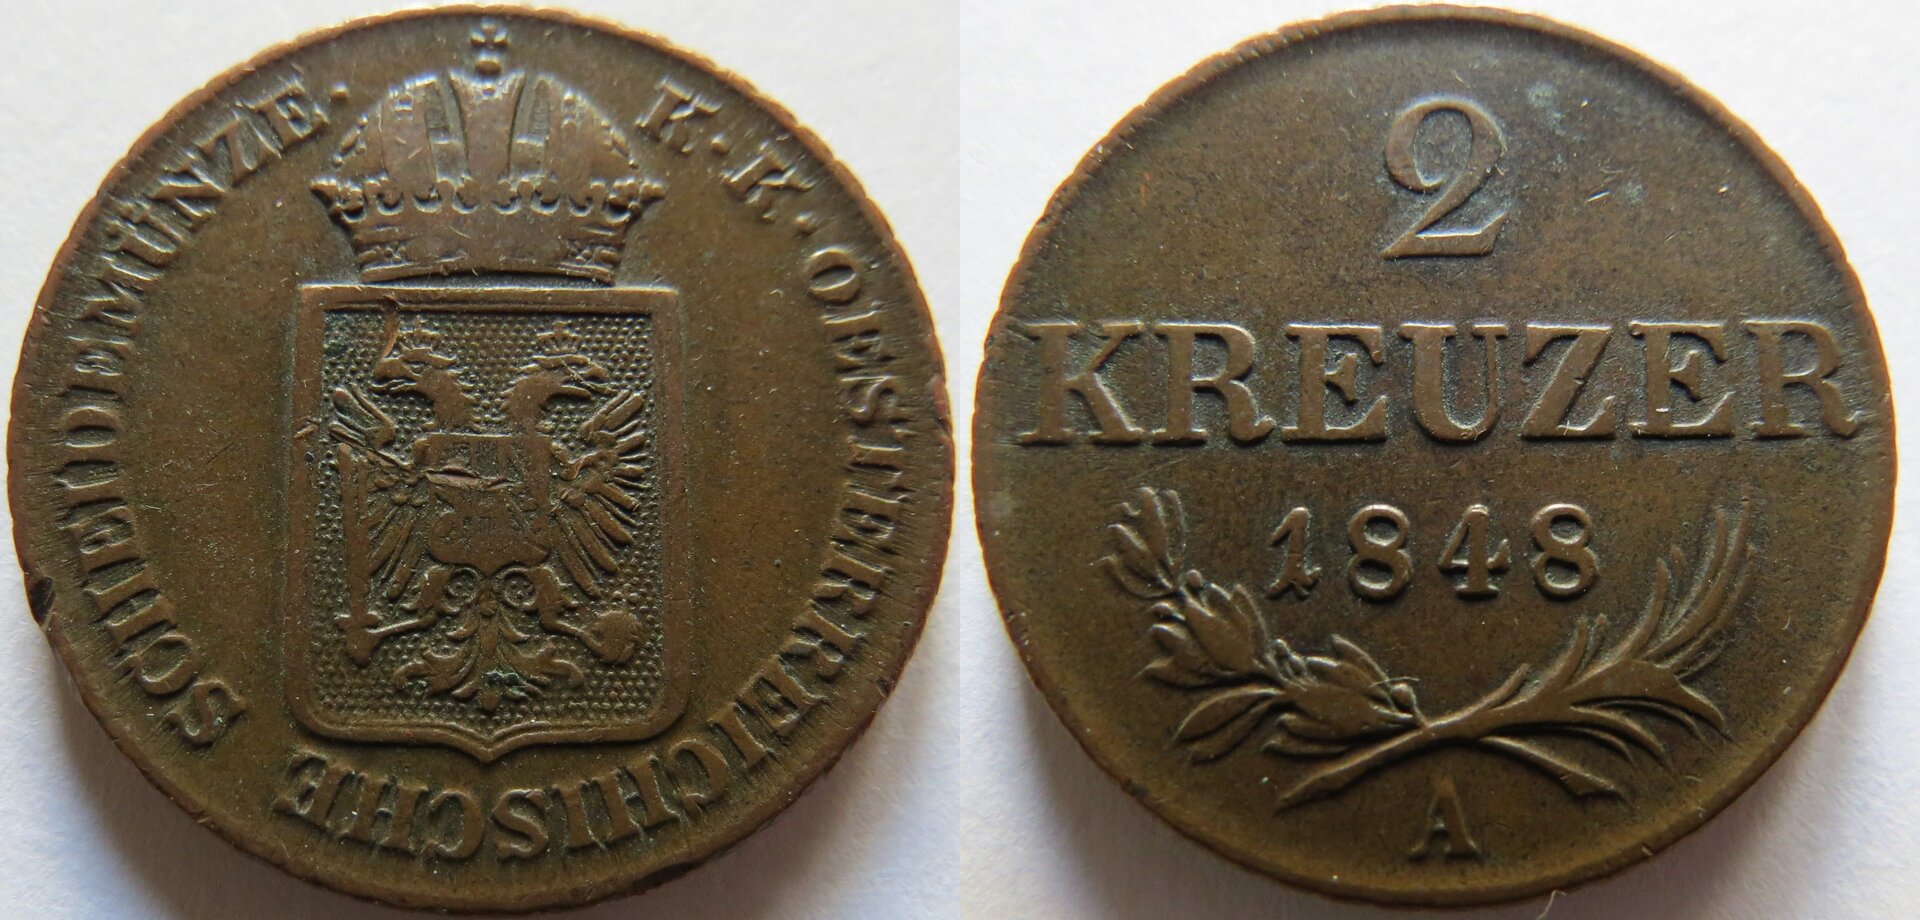 K·K·OESTERREICHISCHE SCHEIDEMÜNZE·
2
KREUZER
1848
A